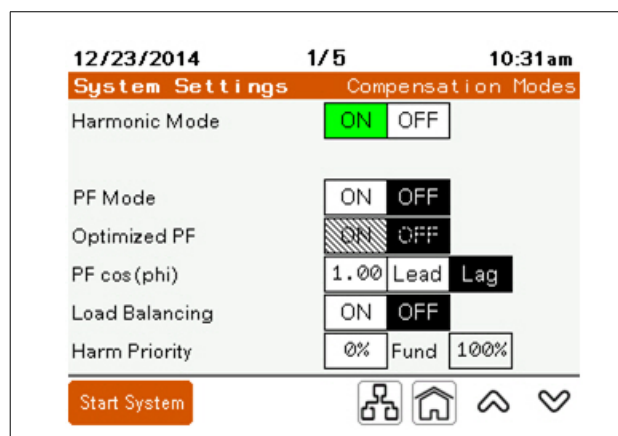 12/23/2014 1/5 10:31am
System Settings Compensation Modes
Harmonic Mode ON OFF
PF Mode ON OFF
Optimized PF ON OFF
PF cos(phi) 1.00 Lead Lag
Load Balancing ON OFF
Harm Priority 0% Fund 100%
Start System